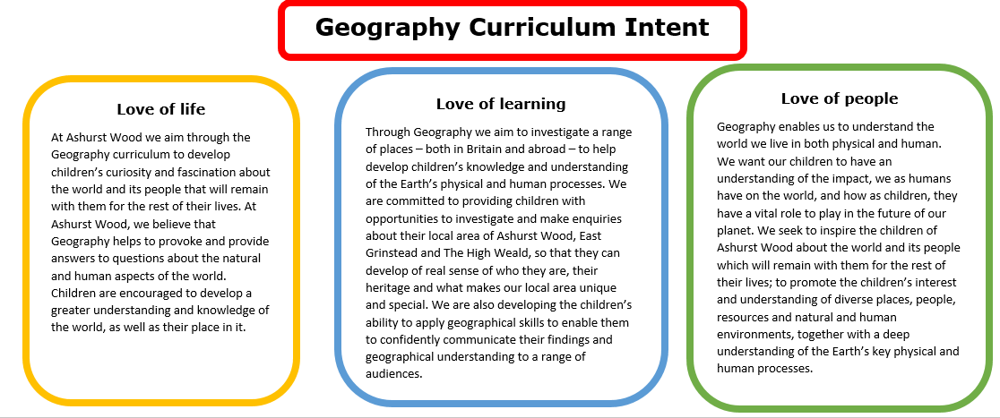 Geography Curriculum Intent
Love of life
At Ashurst Wood we aim through the
Geography curriculum to develop
children’s curiosity and fascination about
the world and its people that will remain
with them for the rest of their lives. At
Ashurst Wood, we believe that
Geography helps to provoke and provide
answers to questions about the natural
and human aspects of the world.
Children are encouraged to develop a
greater understanding and knowledge of
the world, as well as their place in it.
Love of learning
Through Geography we aim to investigate a range
of places – both in Britain and abroad – to help
develop children’s knowledge and understanding
of the Earth’s physical and human processes. We
are committed to providing children with
opportunities to investigate and make enquiries
about their local area of Ashurst Wood, East
Grinstead and The High Weald, so that they can
develop of real sense of who they are, their
heritage and what makes our local area unique
and special. We are also developing the children’s
ability to apply geographical skills to enable them
to confidently communicate their findings and
geographical understanding to a range of
audiences.
Love of people
Geography enables us to understand the
world we live in both physical and human.
We want our children to have an
understanding of the impact, we as humans
have on the world, and how as children, they
have a vital role to play in the future of our
planet. We seek to inspire the children of
Ashurst Wood about the world and its people
which will remain with them for the rest of
their lives; to promote the children’s interest
and understanding of diverse places, people,
resources and natural and human
environments, together with a deep
understanding of the Earth’s key physical and
human processes.